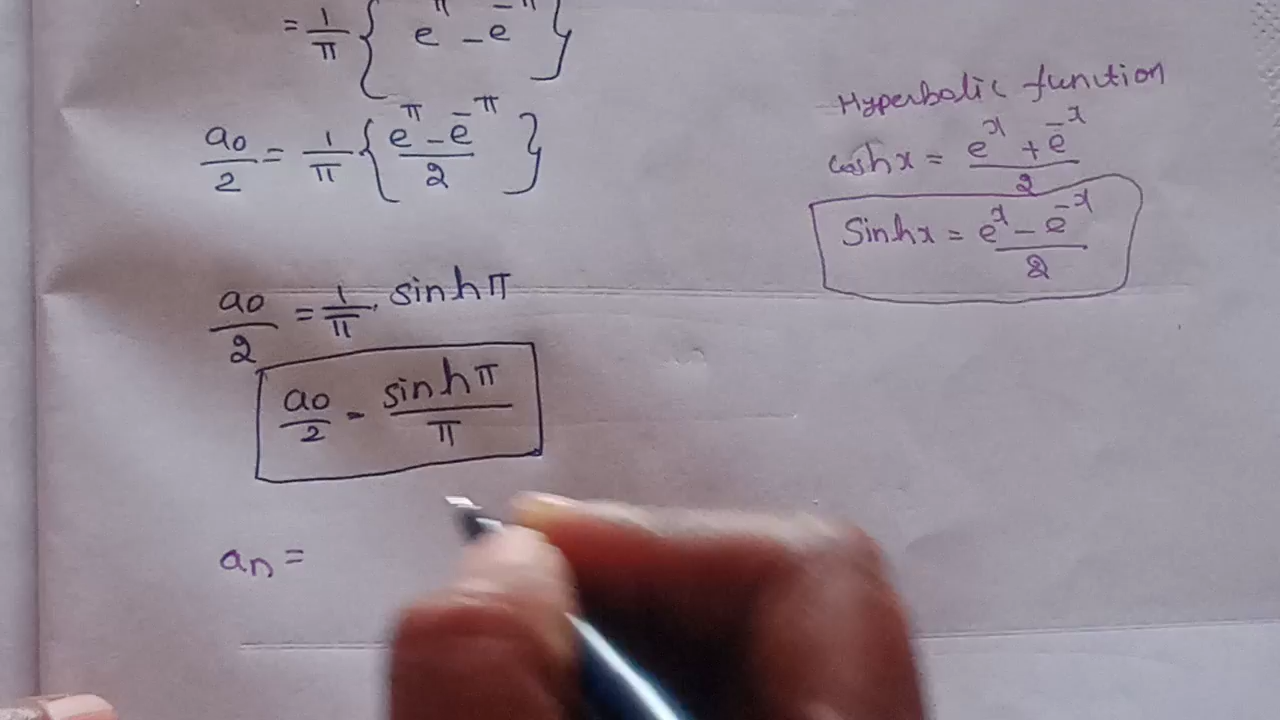 = 1/π { e^π - e^-π }
a0/2 = 1/π { e^π - e^-π / 2 }
a0/2 = 1/π . sinhπ
a0/2 = sinhπ/π
an =
Hyperbolic function
coshx = e^x + e^-x / 2
Sinhx = e^x - e^-x / 2